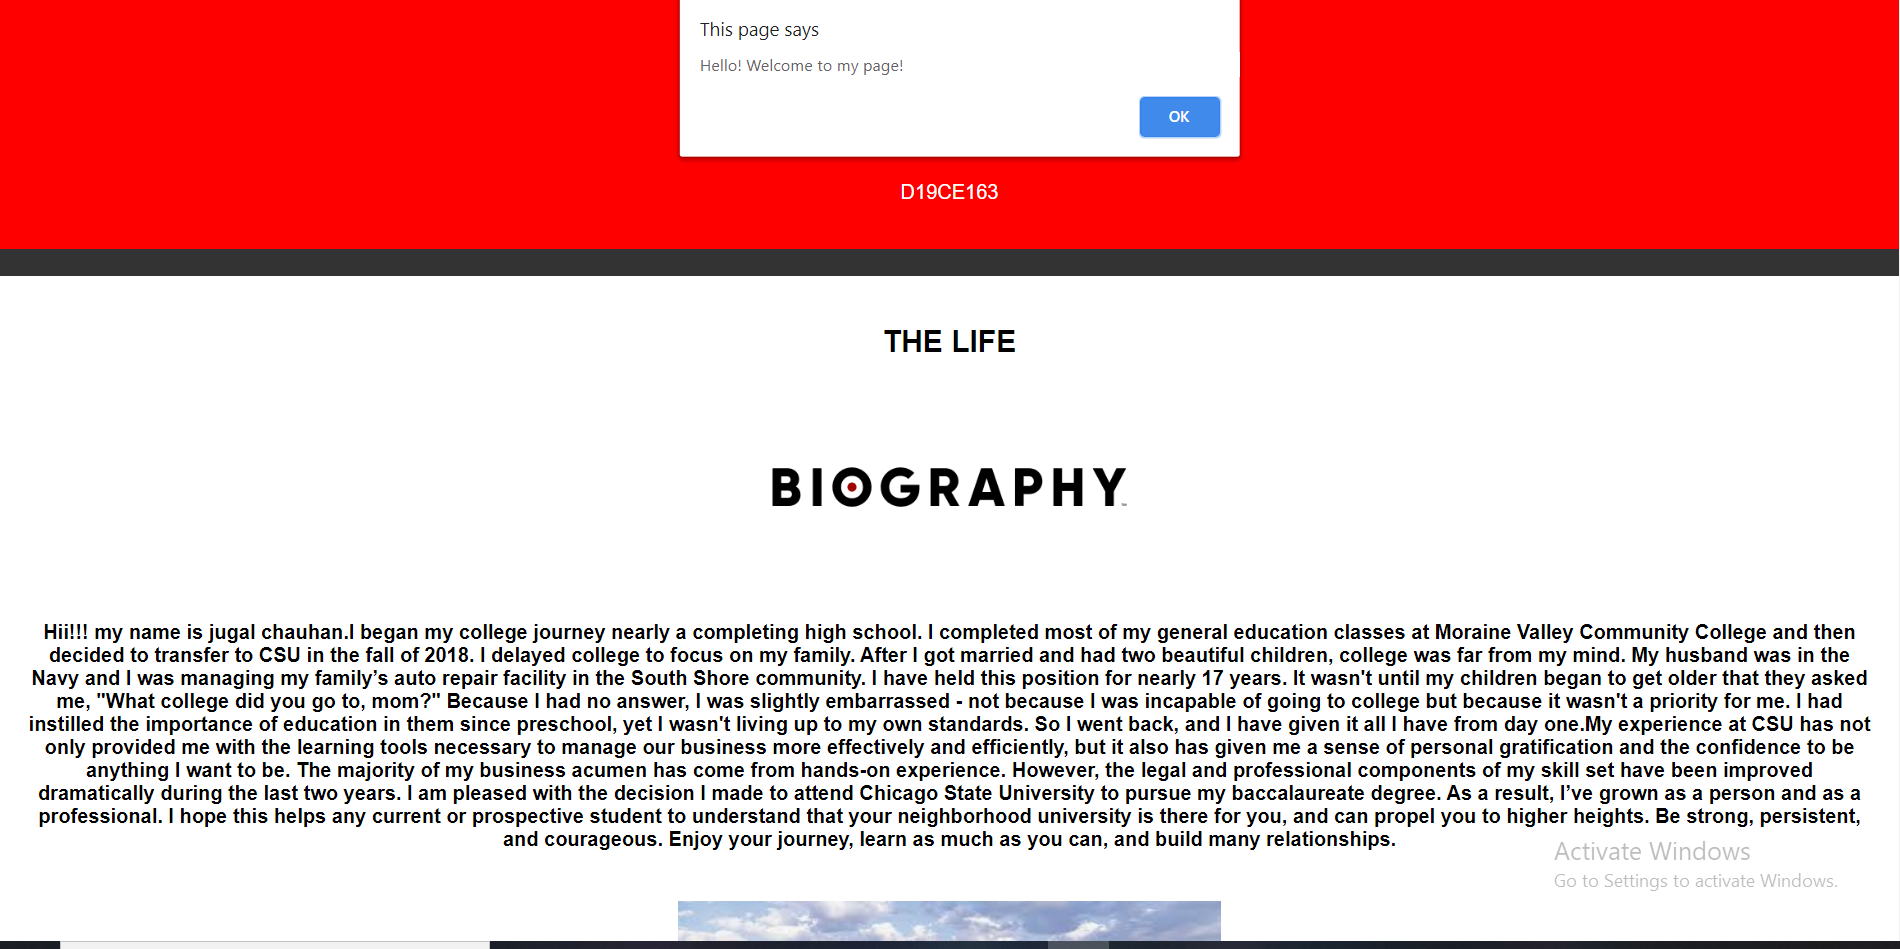 This page says
Hello! Welcome to my page!
OK
D19CE163
THE LIFE
BIOGRAPHY
Hii!!! my name is jugal chauhan.I began my college journey nearly a completing high school. I completed most of my general education classes at Moraine Valley Community College and then
decided to transfer to CSU in the fall of 2018. I delayed college to focus on my family. After I got married and had two beautiful children, college was far from my mind. My husband was in the
Navy and I was managing my family’s auto repair facility in the South Shore community. I have held this position for nearly 17 years. It wasn't until my children began to get older that they asked
me, "What college did you go to, mom?" Because I had no answer, I was slightly embarrassed - not because I was incapable of going to college but because it wasn't a priority for me. I had
instilled the importance of education in them since preschool, yet I wasn't living up to my own standards. So I went back, and I have given it all I have from day one.My experience at CSU has not
only provided me with the learning tools necessary to manage our business more effectively and efficiently, but it also has given me a sense of personal gratification and the confidence to be
anything I want to be. The majority of my business acumen has come from hands-on experience. However, the legal and professional components of my skill set have been improved
dramatically during the last two years. I am pleased with the decision I made to attend Chicago State University to pursue my baccalaureate degree. As a result, I’ve grown as a person and as a
professional. I hope this helps any current or prospective student to understand that your neighborhood university is there for you, and can propel you to higher heights. Be strong, persistent,
and courageous. Enjoy your journey, learn as much as you can, and build many relationships.
Activate Windows
Go to Settings to activate Windows.